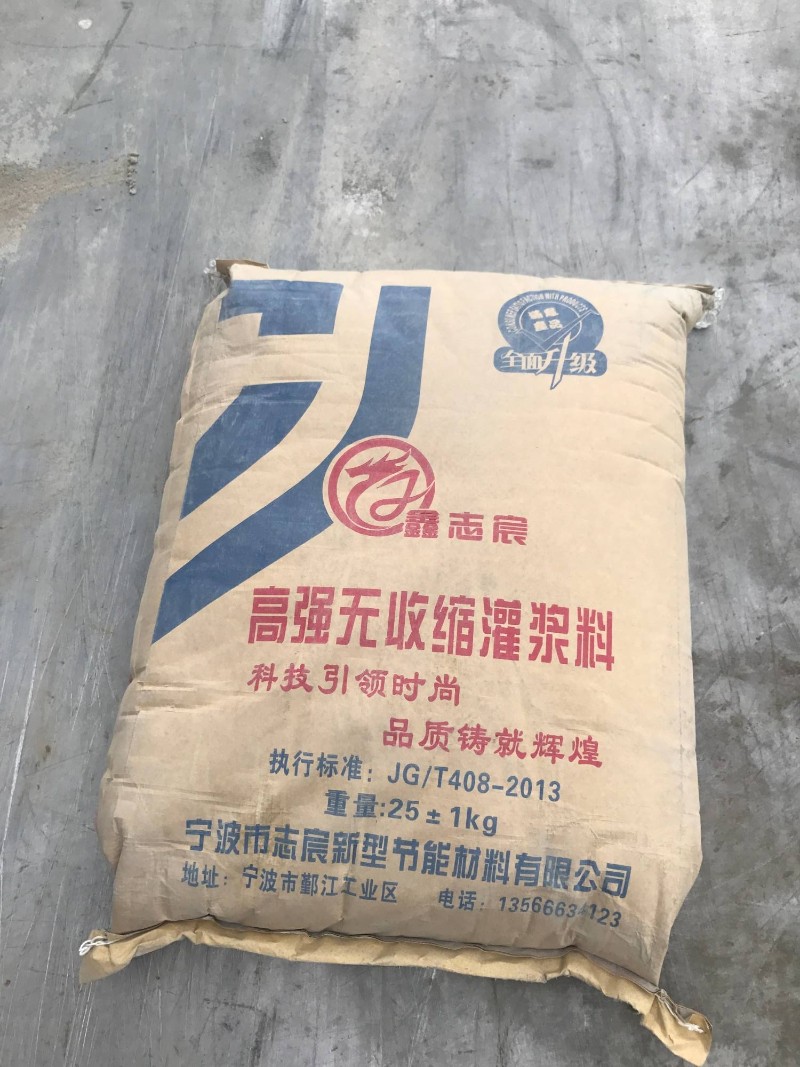 全面升级
鑫志宸
高强无收缩灌浆料
科技引领时尚
品质铸就辉煌
执行标准：JG/T408-2013
重量:25±1kg
宁波市志宸新型节能材料有限公司
地址：宁波市鄞江工业区 电话：